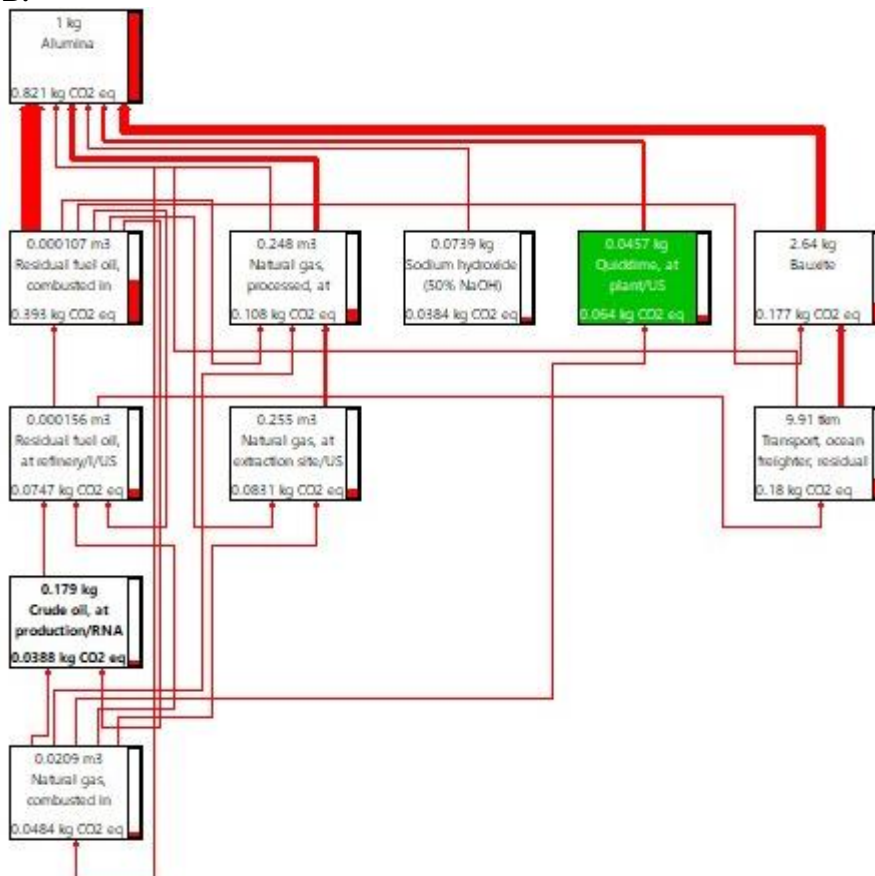 1 kg
Alumina
0.821 kg CO2 eq
0.000107 m3
Residual fuel oil,
combusted in
0.393 kg CO2 eq
0.248 m3
Natural gas,
processed, at
0.108 kg CO2 eq
0.0739 kg
Sodium hydroxide
(50% NaOH)
0.0384 kg CO2 eq
0.0457 kg
Quicklime, at
plant/US
0.064 kg CO2 eq
2.64 kg
Bauxite
0.177 kg CO2 eq
0.000156 m3
Residual fuel oil,
at refinery/l/US
0.0747 kg CO2 eq
0.255 m3
Natural gas, at
extraction site/US
0.0831 kg CO2 eq
9.91 tkm
Transport, ocean
freighter, residual
0.18 kg CO2 eq
0.179 kg
Crude oil, at
production/RNA
0.0388 kg CO2 eq
0.0209 m3
Natural gas,
combusted in
0.0484 kg CO2 eq